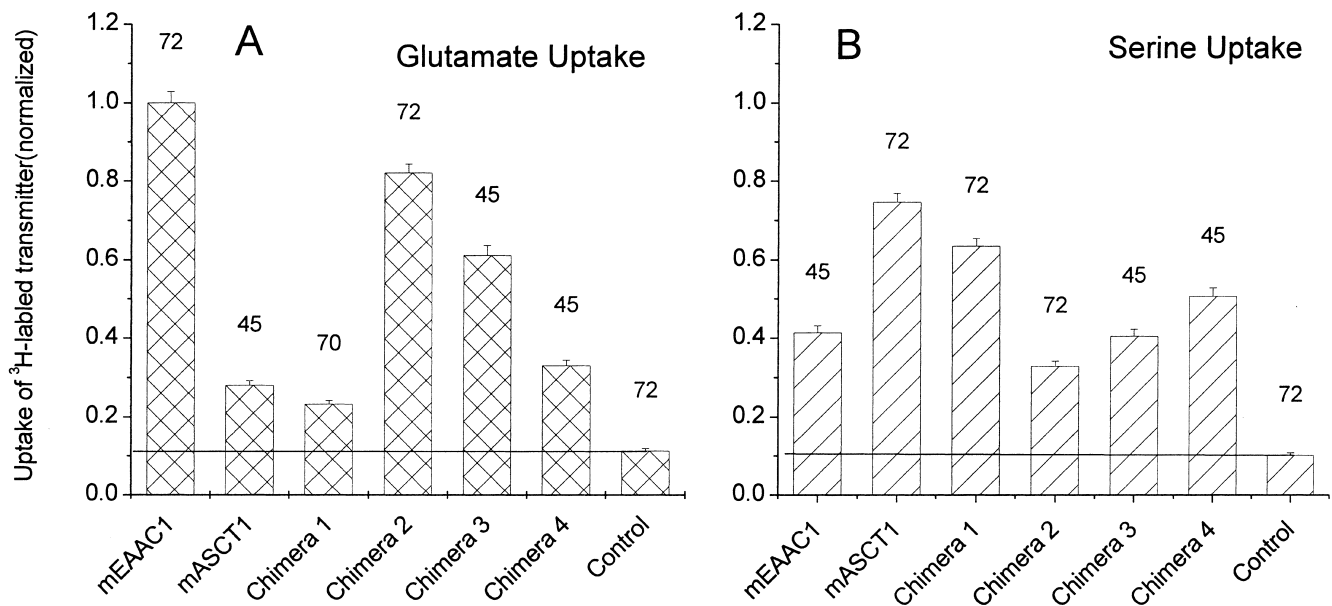 Uptake of ³H-labled transmitter(normalized)
A
Glutamate Uptake
1.2
1.0
0.8
0.6
0.4
0.2
0.0
72
45
70
72
45
45
72
mEAAC1
mASCT1
Chimera 1
Chimera 2
Chimera 3
Chimera 4
Control
B
Serine Uptake
1.2
1.0
0.8
0.6
0.4
0.2
0.0
45
72
72
72
45
45
72
mEAAC1
mASCT1
Chimera 1
Chimera 2
Chimera 3
Chimera 4
Control